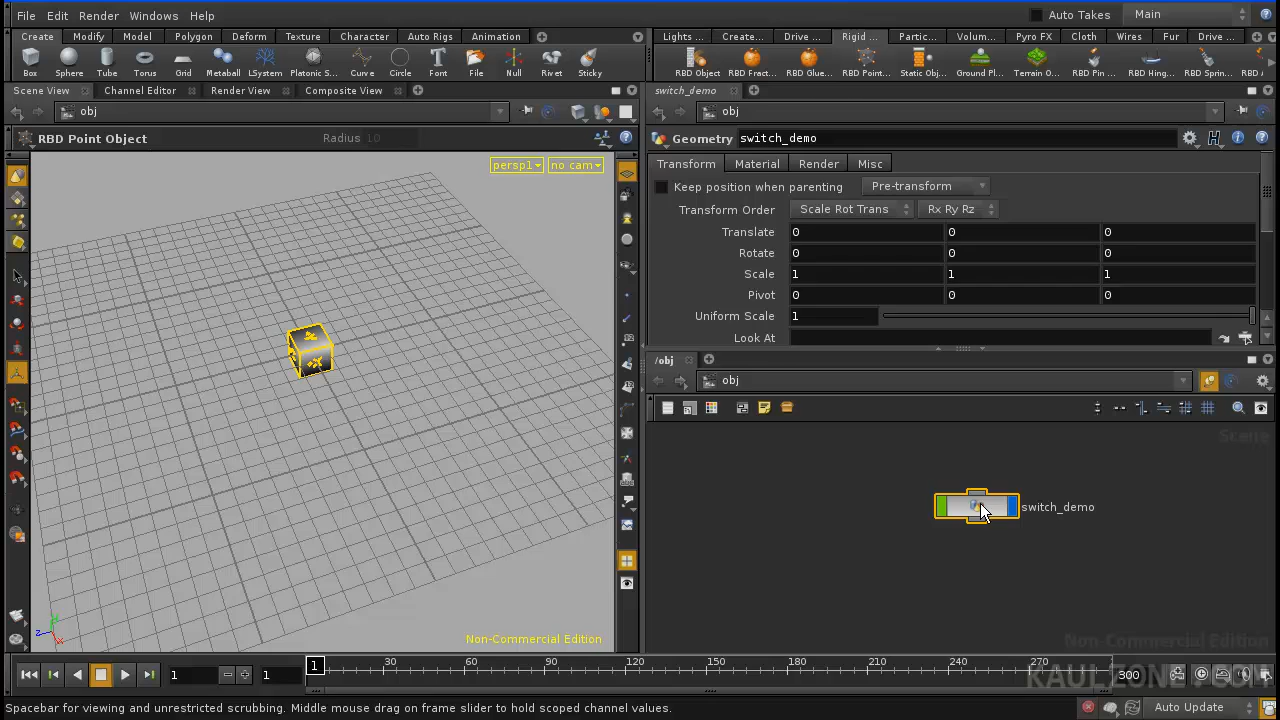 File Edit Render Windows Help Auto Takes Main
Create Modify Model Polygon Deform Texture Character Auto Rigs Animation
Lights ... Create... Drive ... Rigid ... Partic... Volum... Pyro FX Cloth Wires Fur Drive ...
Box Sphere Tube Torus Grid Metaball LSystem Platonic S... Curve Circle Font File Null Rivet Sticky
RBD Object RBD Fract... RBD Glue... RBD Point... Static Obj... Ground Pl... Terrain O... RBD Pin ... RBD Hing... RBD Sprin...
Scene View Channel Editor Render View Composite View
switch_demo
obj
obj
RBD Point Object Radius 10
Geometry switch_demo
persp1 no cam
Transform Material Render Misc
Keep position when parenting Pre-transform
Transform Order Scale Rot Trans Rx Ry Rz
Translate 0 0 0
Rotate 0 0 0
Scale 1 1 1
Pivot 0 0 0
Uniform Scale 1
Look At
/obj
obj
Scene
switch_demo
Non-Commercial Edition
Non-Commercial Edition
1 1 1 30 60 90 120 150 180 210 240 270 300
KAULZONE.COM
Spacebar for viewing and unrestricted scrubbing. Middle mouse drag on frame slider to hold scoped channel values.
Auto Update